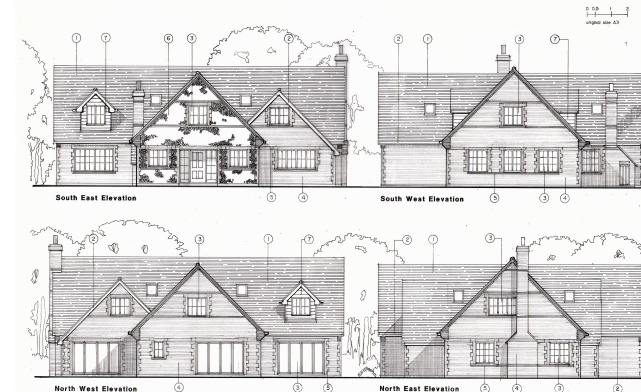 0 0.5 1 2
original size A3
1 7 6 3 2
5 4
South East Elevation
2 1 3 7
5 3 4
South West Elevation
2 3 1 7
4 3 5
North West Elevation
2 1 3
5 4 3 2
North East Elevation